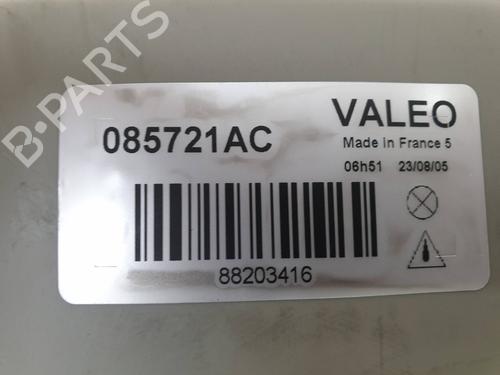 B-PARTS
VALEO
085721AC
Made In France 5
06h51 23/08/05
88203416